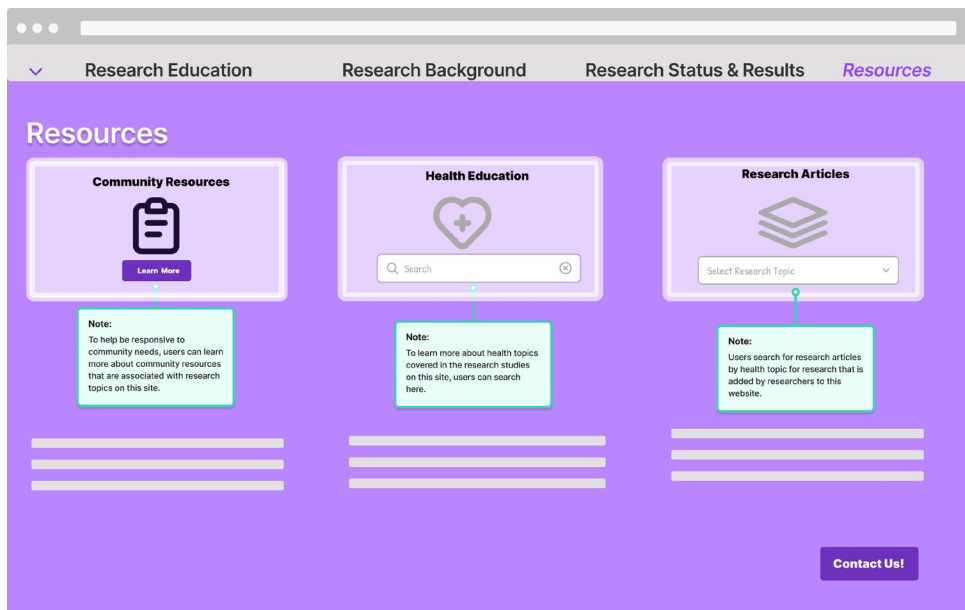 Research Education
Research Background
Research Status & Results
Resources
Resources
Community Resources
Learn More
Note:
To help be responsive to
community needs, users can learn
more about community resources
that are associated with research
topics on this site.
Health Education
Search
Note:
To learn more about health topics
covered in the research studies
on this site, users can search
here.
Research Articles
Select Research Topic
Note:
Users search for research articles
by health topic for research that is
added by researchers to this
website.
Contact Us!